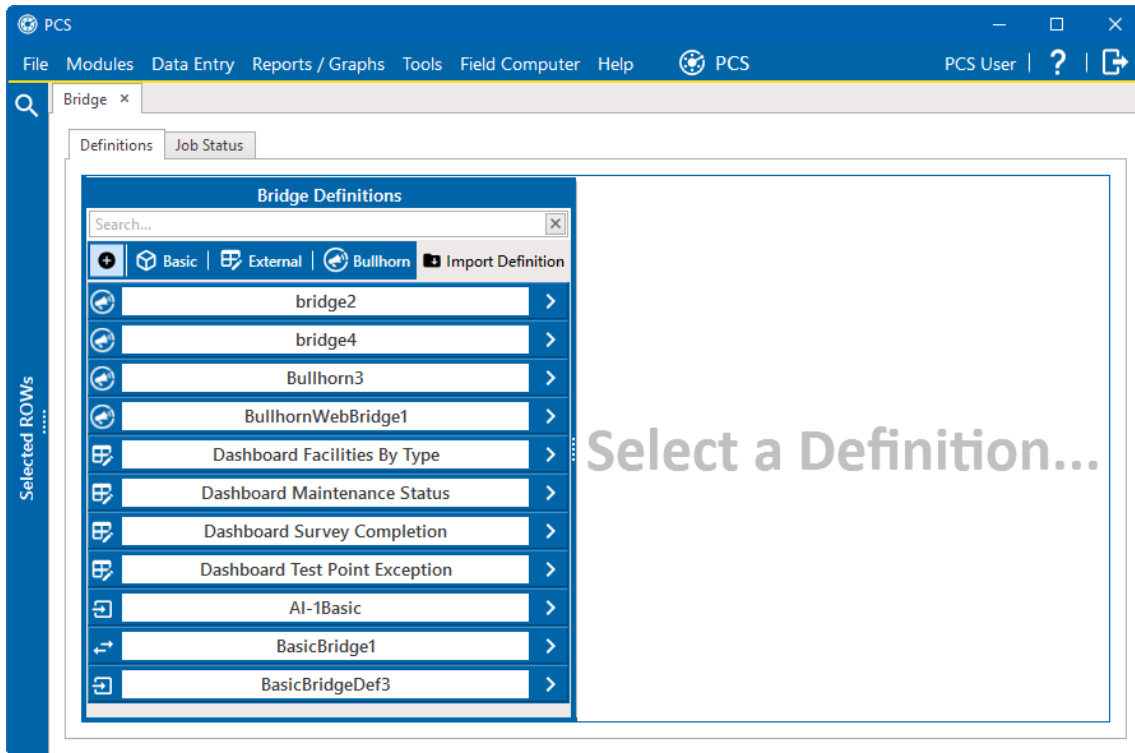 PCS
File Modules Data Entry Reports / Graphs Tools Field Computer Help PCS PCS User | ? |
Bridge ×
Definitions Job Status
Selected ROWs
Bridge Definitions
Search...
Basic | External | Bullhorn Import Definition
bridge2
bridge4
Bullhorn3
BullhornWebBridge1
Dashboard Facilities By Type
Dashboard Maintenance Status
Dashboard Survey Completion
Dashboard Test Point Exception
AI-1Basic
BasicBridge1
BasicBridgeDef3
Select a Definition...